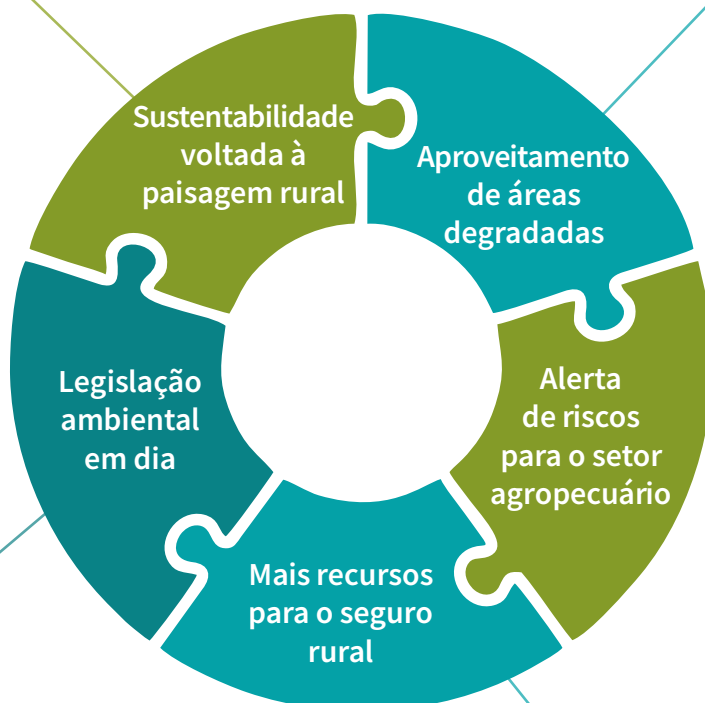 Sustentabilidade
voltada à
paisagem rural
Aproveitamento
de áreas
degradadas
Alerta
de riscos
para o setor
agropecuário
Mais recursos
para o seguro
rural
Legislação
ambiental
em dia